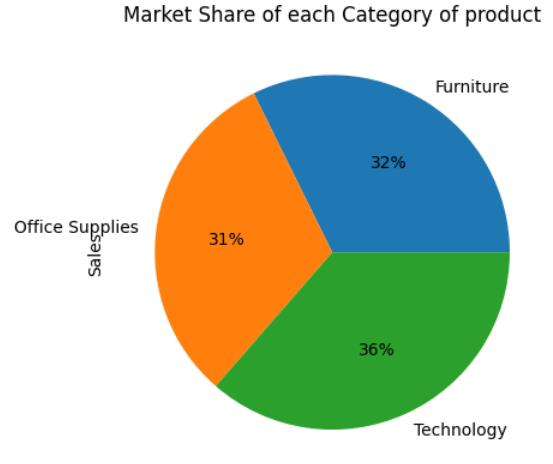 Market Share of each Category of product
Furniture
32%
Office Supplies
31%
Sales
36%
Technology